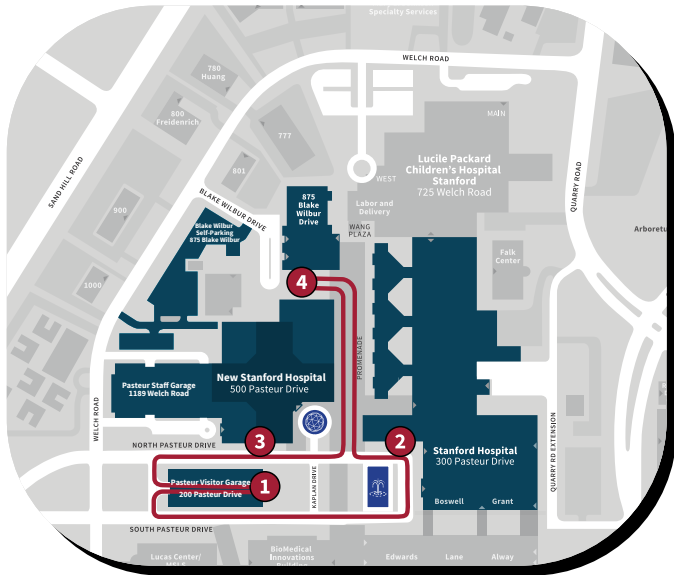 Specialty Services
WELCH ROAD
780
Huang
800
Freidenrich
777
MAIN
801
Lucile Packard
Children's Hospital
Stanford
725 Welch Road
WEST
SAND HILL ROAD
QUARRY ROAD
900
BLAKE WILBUR DRIVE
875
Blake
Wilbur
Drive
Labor and
Delivery
WANG
PLAZA
Blake Wilbur
Self-Parking
875 Blake Wilbur
Falk
Center
Arboretu
1000
4
PROMENADE
New Stanford Hospital
500 Pasteur Drive
Pasteur Staff Garage
1189 Welch Road
WELCH ROAD
NORTH PASTEUR DRIVE
3
2
Stanford Hospital
300 Pasteur Drive
QUARRY RD EXTENSION
Pasteur Visitor Garage
200 Pasteur Drive
1
KAPLAN DRIVE
Boswell
Grant
SOUTH PASTEUR DRIVE
Lucas Center/
BioMedical
Innovations
Edwards
Lane
Alway